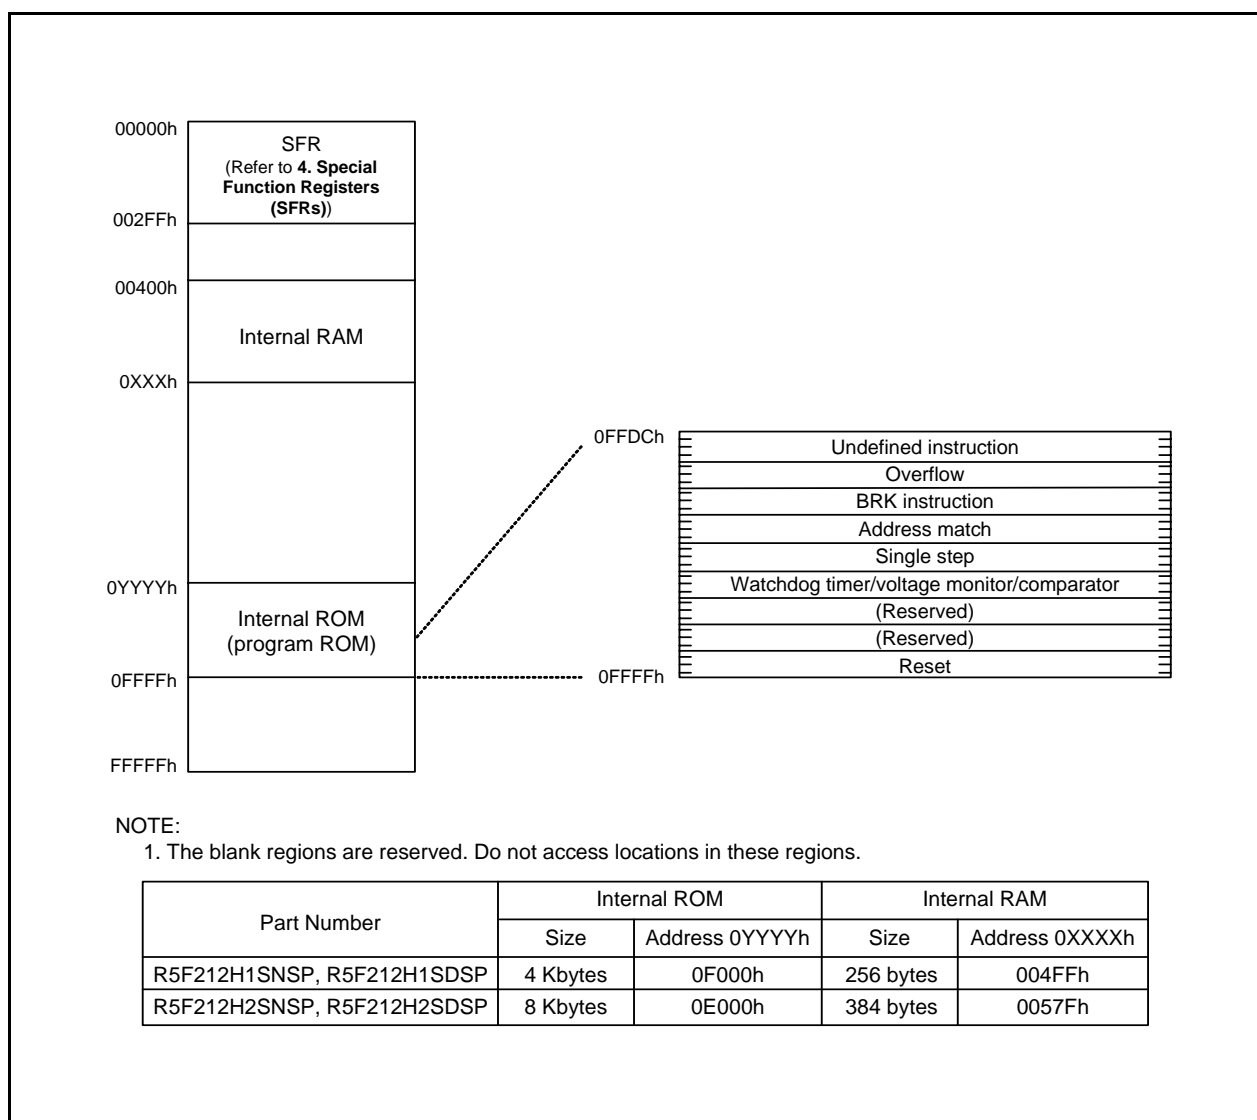 00000h
SFR
(Refer to 4. Special
Function Registers
(SFRs))
002FFh
00400h
Internal RAM
0XXXh
0YYYYh
Internal ROM
(program ROM)
0FFFFh
FFFFFh
0FFDCh
Undefined instruction
Overflow
BRK instruction
Address match
Single step
Watchdog timer/voltage monitor/comparator
(Reserved)
(Reserved)
Reset
0FFFFh
NOTE:
1. The blank regions are reserved. Do not access locations in these regions.
Part Number Internal ROM Internal RAM
Size Address 0YYYYh Size Address 0XXXXh
R5F212H1SNSP, R5F212H1SDSP 4 Kbytes 0F000h 256 bytes 004FFh
R5F212H2SNSP, R5F212H2SDSP 8 Kbytes 0E000h 384 bytes 0057Fh